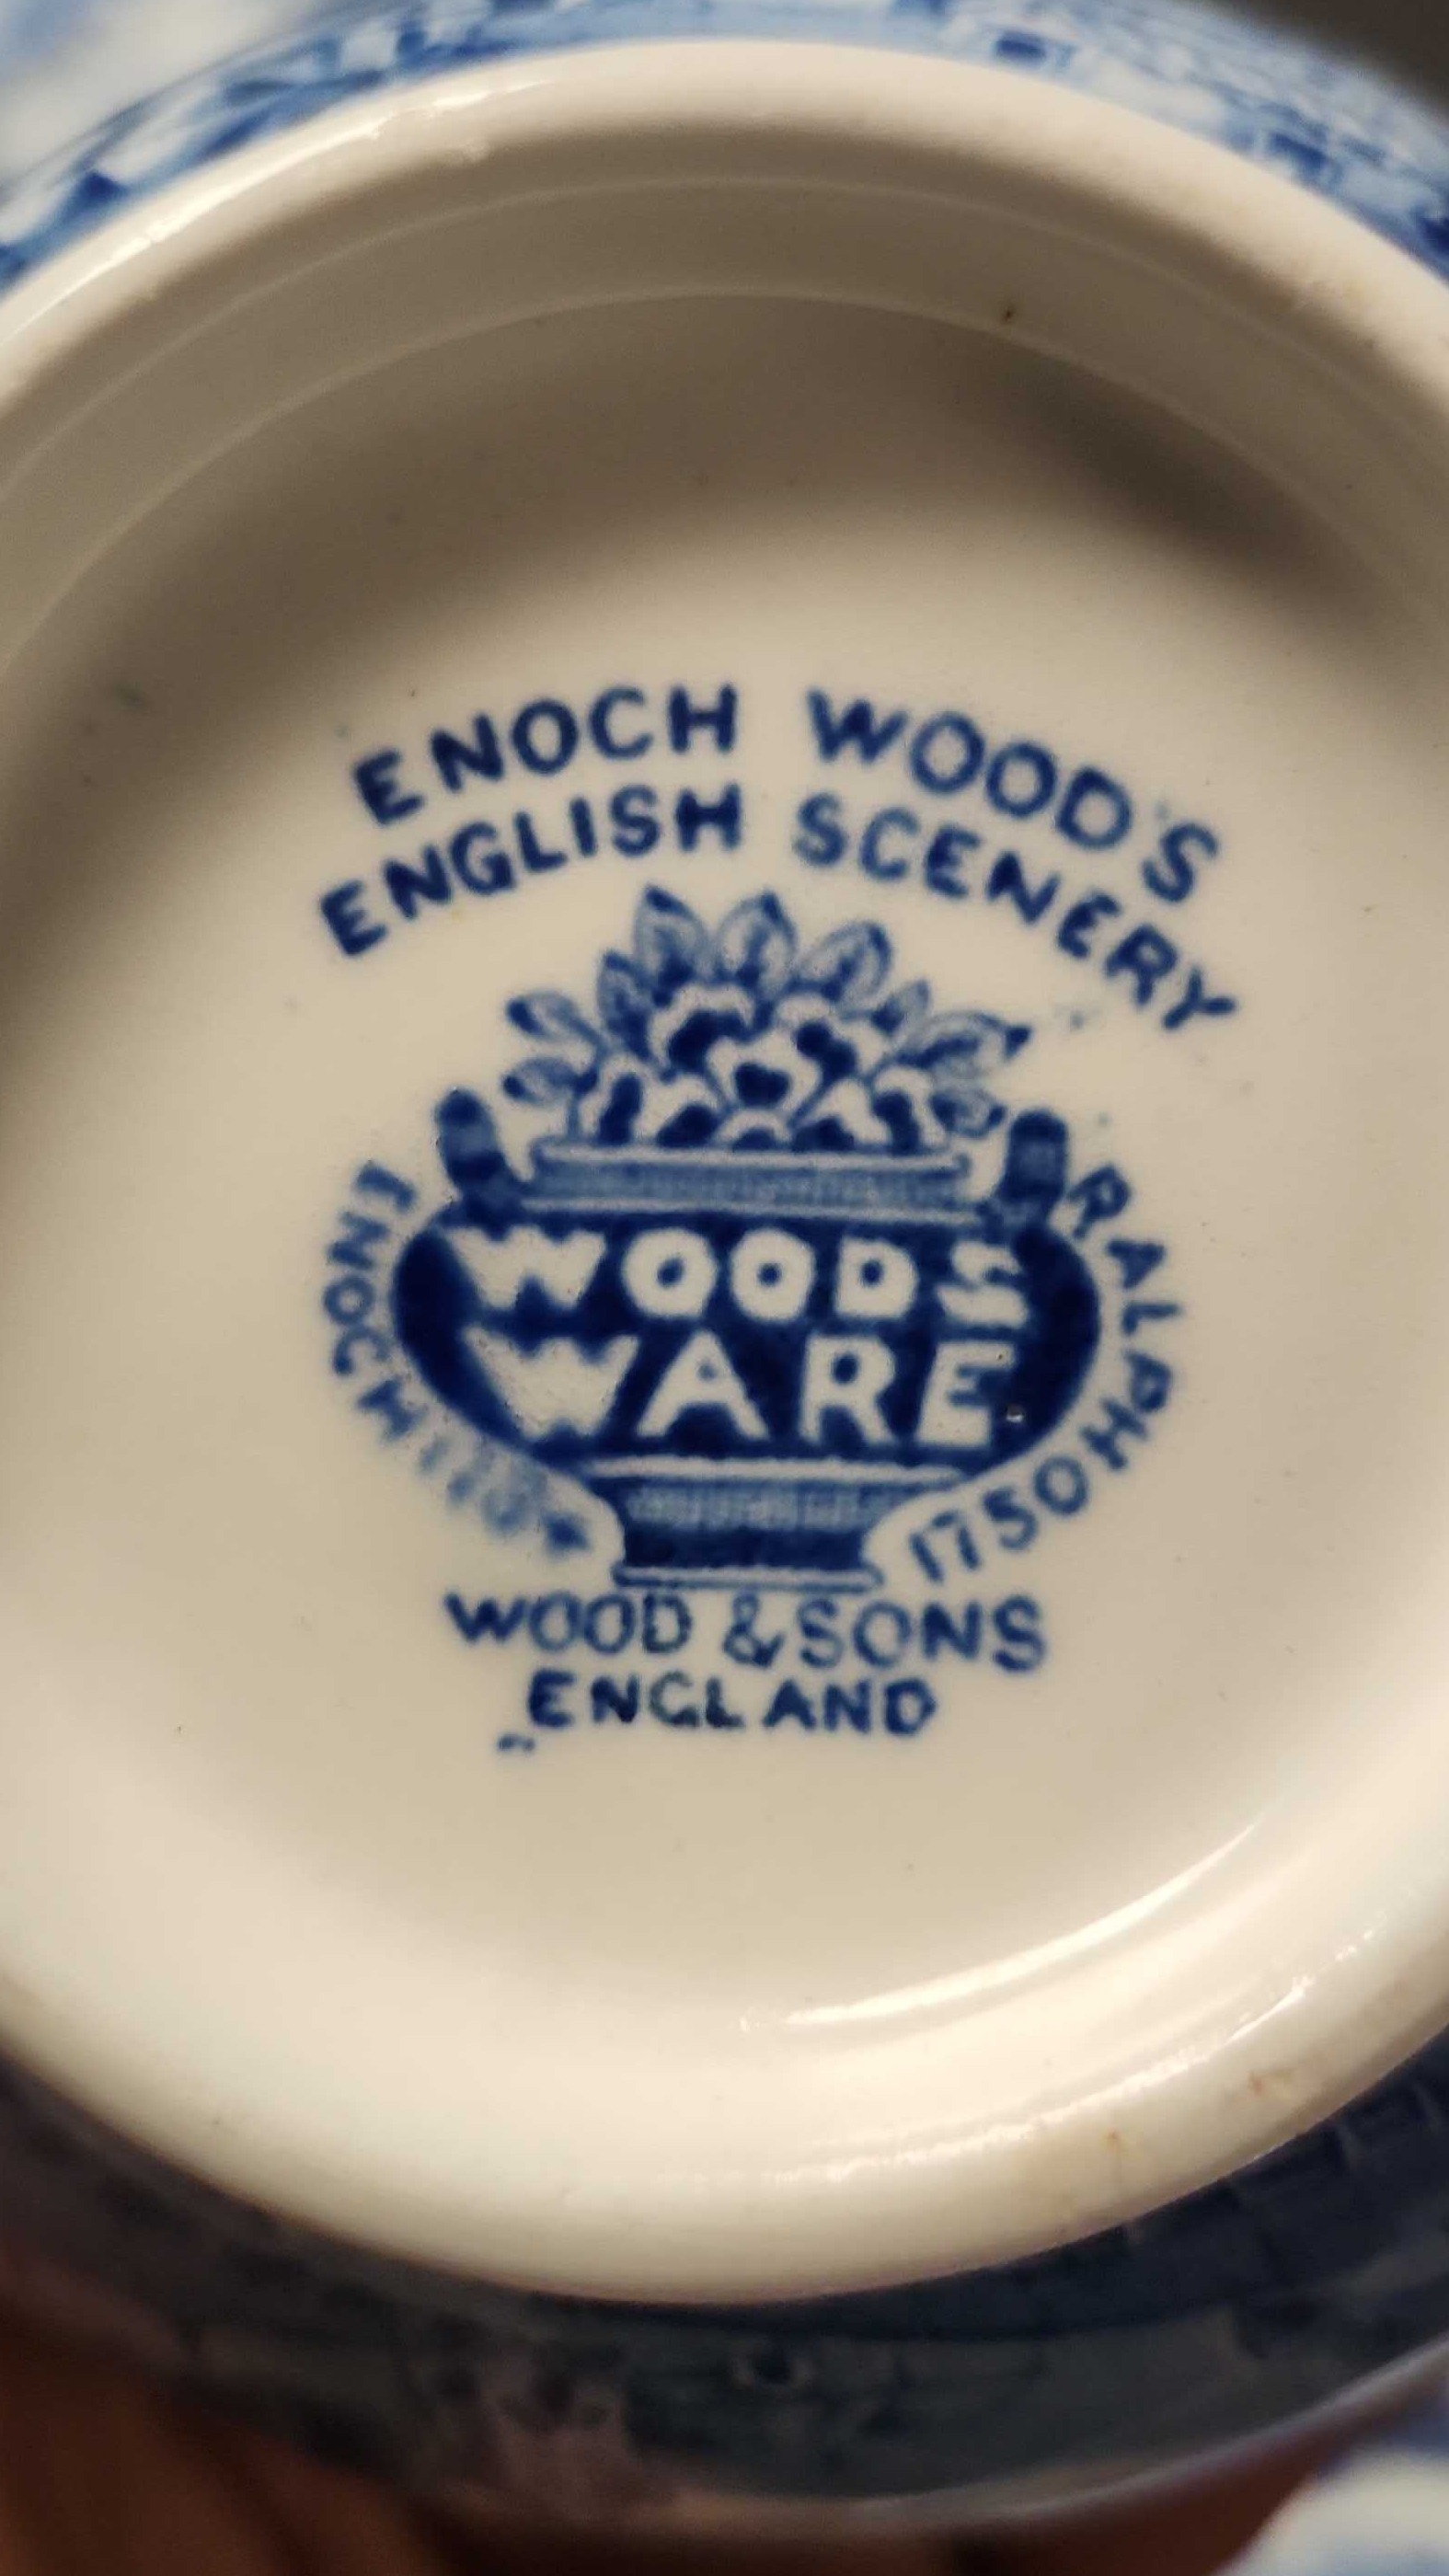 ENOCH WOOD'S
ENGLISH SCENERY
WOODS
WARE
ENOCH
RALPH
1750
WOOD & SONS
ENGLAND